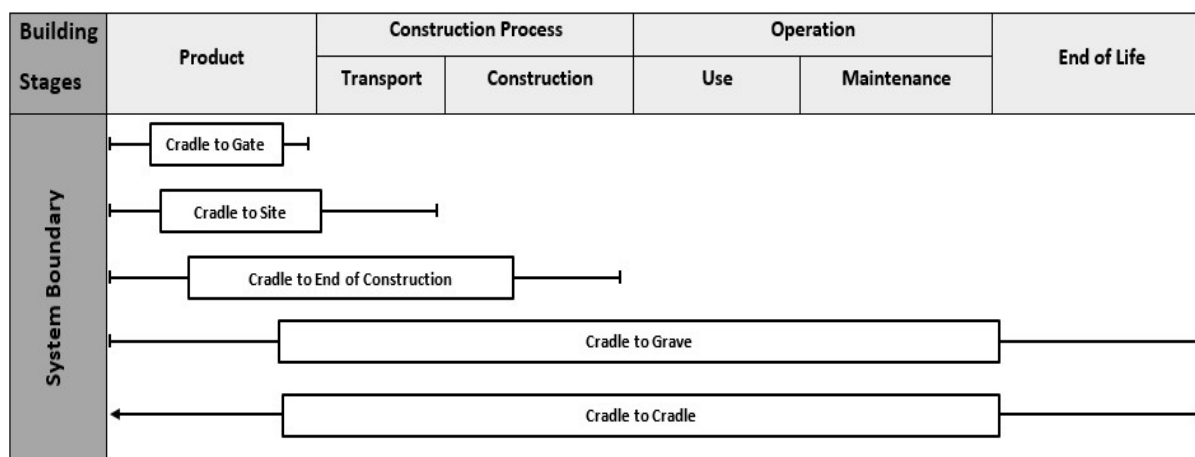 Building
Stages
Product
Construction Process
Operation
End of Life
Transport
Construction
Use
Maintenance
System Boundary
Cradle to Gate
Cradle to Site
Cradle to End of Construction
Cradle to Grave
Cradle to Cradle